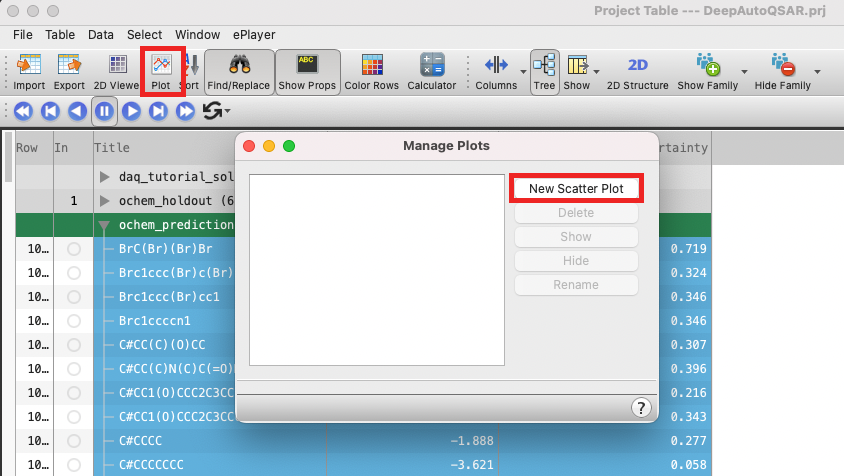 Project Table --- DeepAutoQSAR.prj
File Table Data Select Window ePlayer
Import Export 2D Viewe Plot Sort Find/Replace ABC Show Props Color Rows Calculator Columns Tree Show 2D 2D Structure Show Family Hide Family
Row In Title rtainty
daq_tutorial_sol
1 ochem_holdout (6
ochem_prediction
10… BrC(Br)(Br)Br 0.719
10… Brc1ccc(Br)c(Br) 0.324
10… Brc1ccc(Br)cc1 0.346
10… Brc1ccccn1 0.346
10… C#CC(C)(O)CC 0.307
10… C#CC(C)N(C)C(=O) 0.396
10… C#CC1(O)CCC2C3CC 0.216
10… C#CC1(O)CCC2C3CC 0.343
10… C#CCCC -1.888 0.277
10… C#CCCCCCC -3.621 0.058
Manage Plots
New Scatter Plot
Delete
Show
Hide
Rename
?